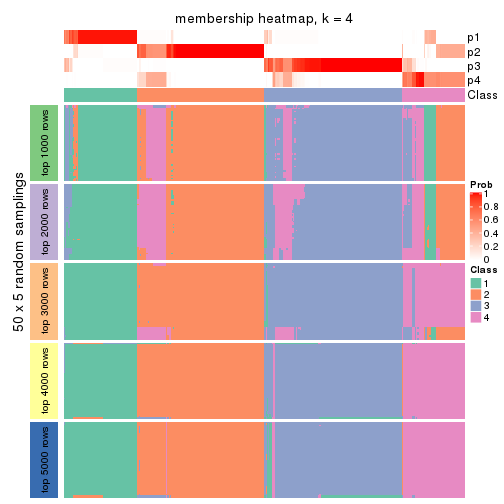 membership heatmap, k = 4
p1
p2
p3
p4
Class
50 x 5 random samplings
top 1000 rows
top 2000 rows
top 3000 rows
top 4000 rows
top 5000 rows
Prob
1
0.8
0.6
0.4
0.2
0
Class
1
2
3
4